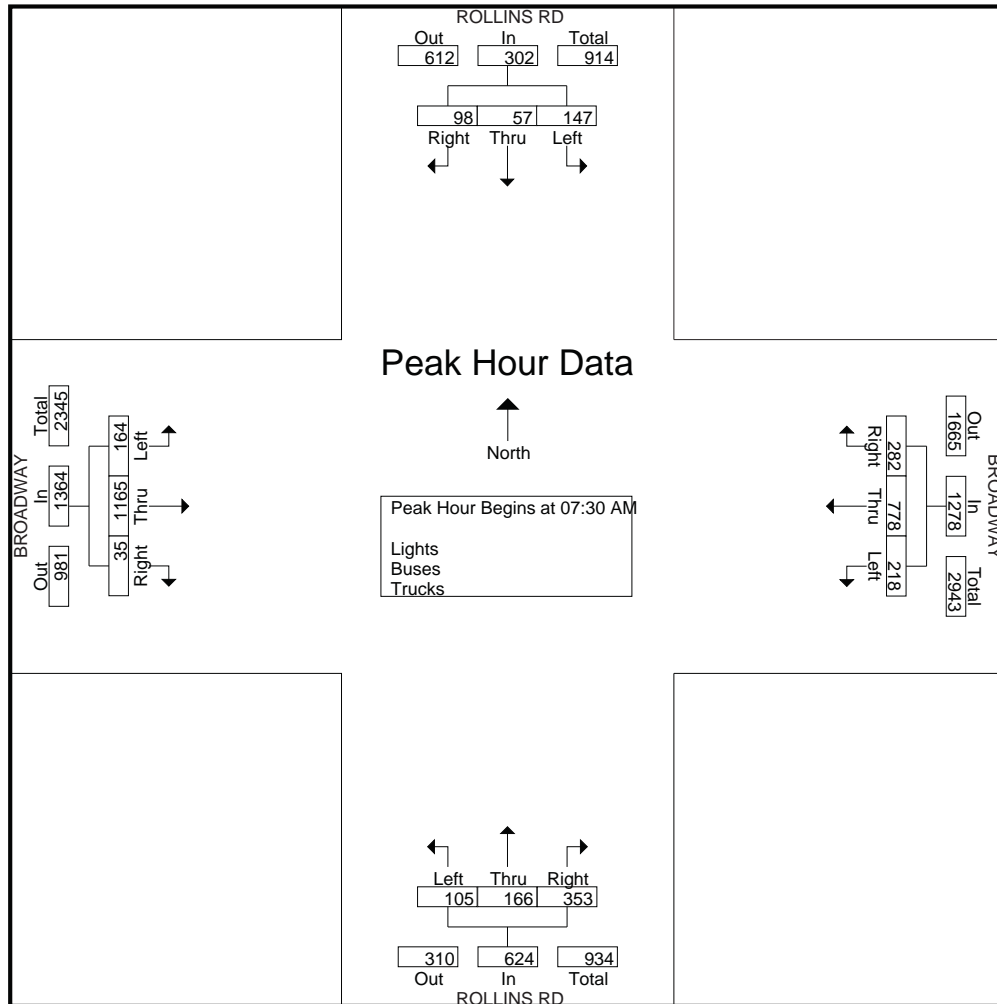 ROLLINS RD
Out In Total
612 302 914
98 57 147
Right Thru Left
Peak Hour Data
North
Peak Hour Begins at 07:30 AM
Lights
Buses
Trucks
BROADWAY
Out In Total
981 1364 2345
Right Thru Left
35 1165 164
BROADWAY
Out In Total
1665 1278 2943
Right Thru Left
282 778 218
Left Thru Right
105 166 353
310 624 934
Out In Total
ROLLINS RD